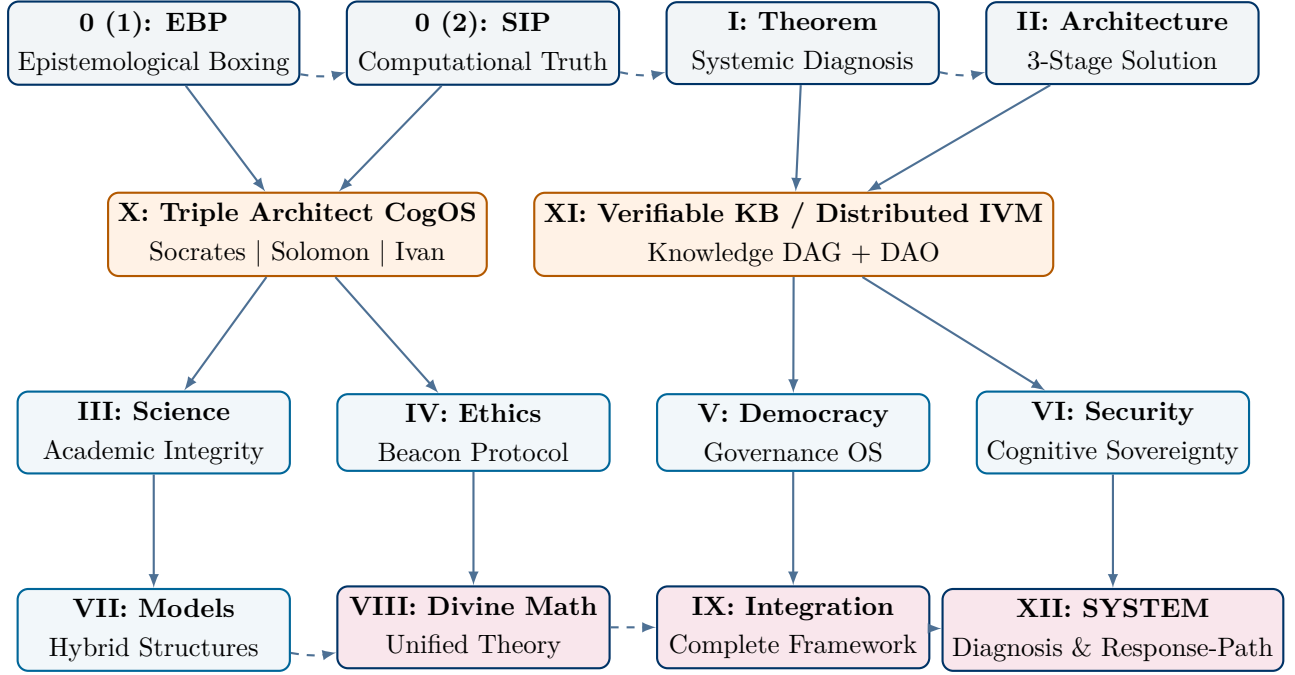 0 (1): EBP
Epistemological Boxing
0 (2): SIP
Computational Truth
I: Theorem
Systemic Diagnosis
II: Architecture
3-Stage Solution
X: Triple Architect CogOS
Socrates | Solomon | Ivan
XI: Verifiable KB / Distributed IVM
Knowledge DAG + DAO
III: Science
Academic Integrity
IV: Ethics
Beacon Protocol
V: Democracy
Governance OS
VI: Security
Cognitive Sovereignty
VII: Models
Hybrid Structures
VIII: Divine Math
Unified Theory
IX: Integration
Complete Framework
XII: SYSTEM
Diagnosis & Response-Path